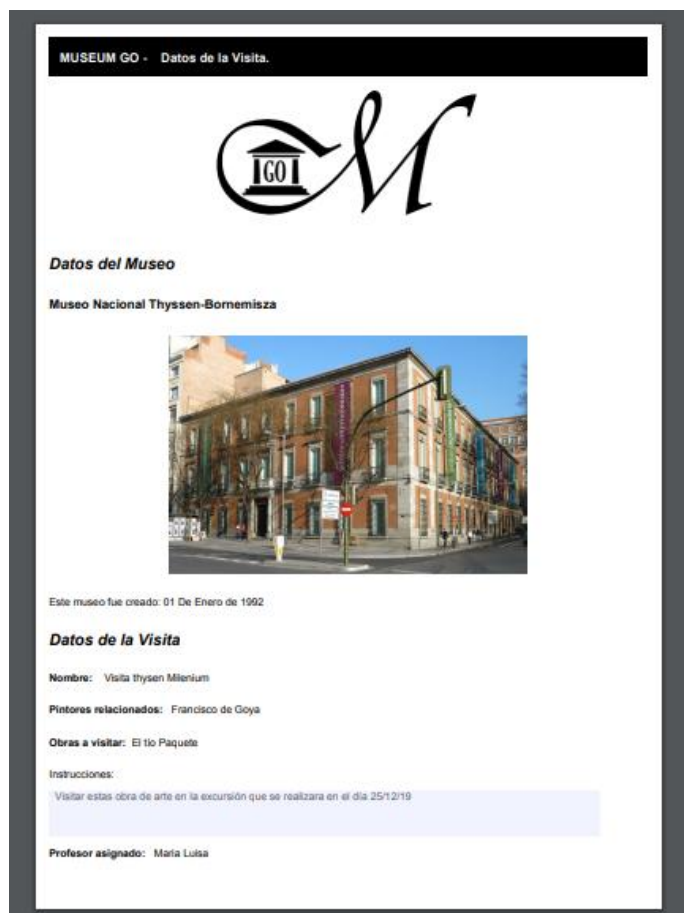 MUSEUM GO - Datos de la Visita.
GO M
Datos del Museo
Museo Nacional Thyssen-Bornemisza
Este museo fue creado: 01 De Enero de 1992
Datos de la Visita
Nombre: Visita thysen Milenium
Pintores relacionados: Francisco de Goya
Obras a visitar: El tio Paquete
Instrucciones:
Visitar estas obra de arte en la excursión que se realizara en el día 25/12/19
Profesor asignado: Maria Luisa